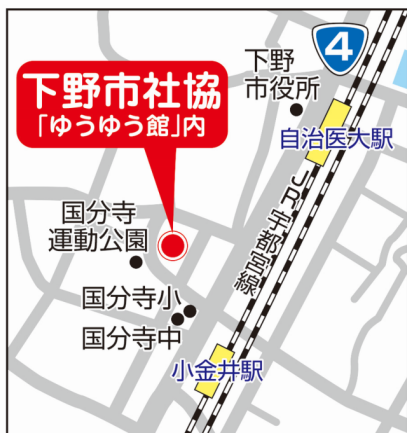 4
下野
市役所
下野市社協
「ゆうゆう館」内
自治医大駅
JR宇都宮線
国分寺
運動公園
国分寺小
国分寺中
小金井駅